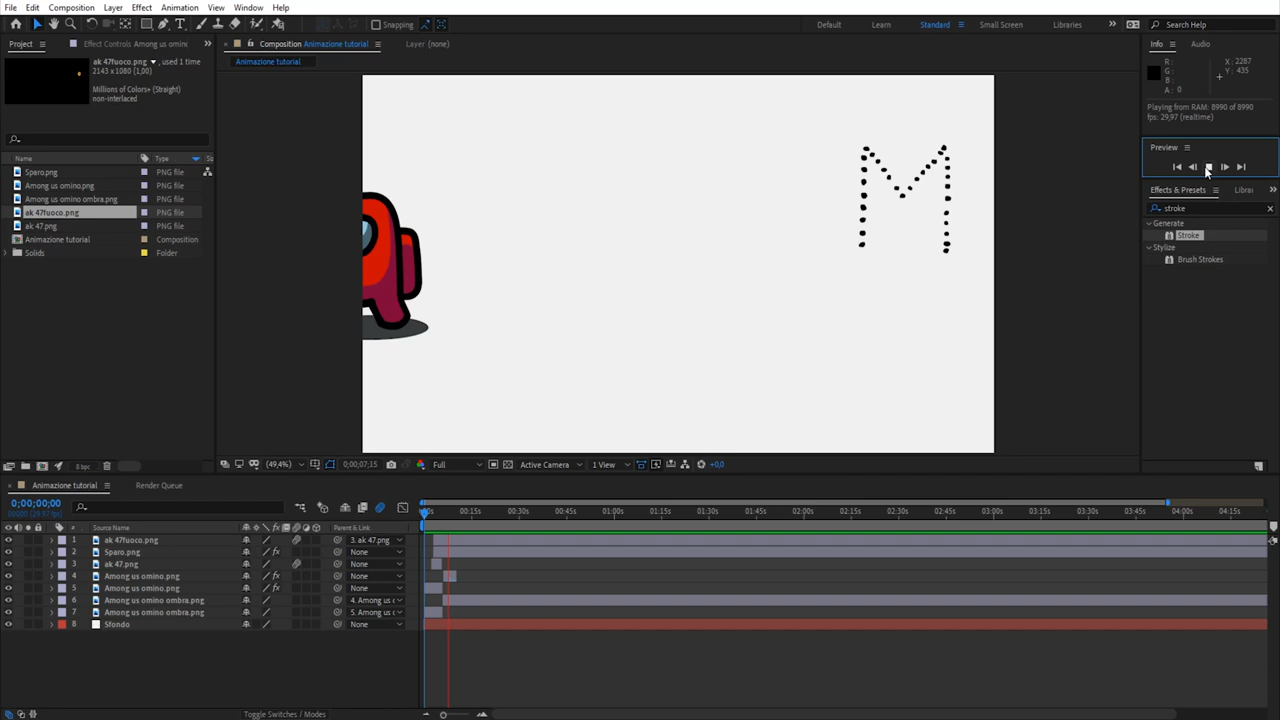 File Edit Composition Layer Effect Animation View Window Help
Snapping Default Learn Standard Small Screen Libraries Search Help
Project Effect Controls Among us omino Composition Animazione tutorial Layer (none) Info Audio
ak 47fuoco.png , used 1 time
2143 x 1080 (1,00)
Millions of Colors+ (Straight)
non-interlaced
Animazione tutorial
R :
G :
B :
A : 0
X : 2287
Y : 435
Playing from RAM: 8990 of 8990
fps: 29,97 (realtime)
Preview
Effects & Presets Librar
stroke
Generate
Stroke
Stylize
Brush Strokes
Name Type
Sparo.png PNG file
Among us omino.png PNG file
Among us omino ombra.png PNG file
ak 47fuoco.png PNG file
ak 47.png PNG file
Animazione tutorial Composition
Solids Folder
M
8 bpc
(49,4%) 0;00;07;15 Full Active Camera 1 View +0,0
Animazione tutorial Render Queue
0;00;00;00
00:15s 00:30s 00:45s 01:00s 01:15s 01:30s 01:45s 02:00s 02:15s 02:30s 02:45s 03:00s 03:15s 03:30s 03:45s 04:00s 04:15s
# Source Name Parent & Link
1 ak 47fuoco.png 3. ak 47.png
2 Sparo.png None
3 ak 47.png None
4 Among us omino.png None
5 Among us omino.png None
6 Among us omino ombra.png 4. Among us
7 Among us omino ombra.png 5. Among us
8 Sfondo None
Toggle Switches / Modes